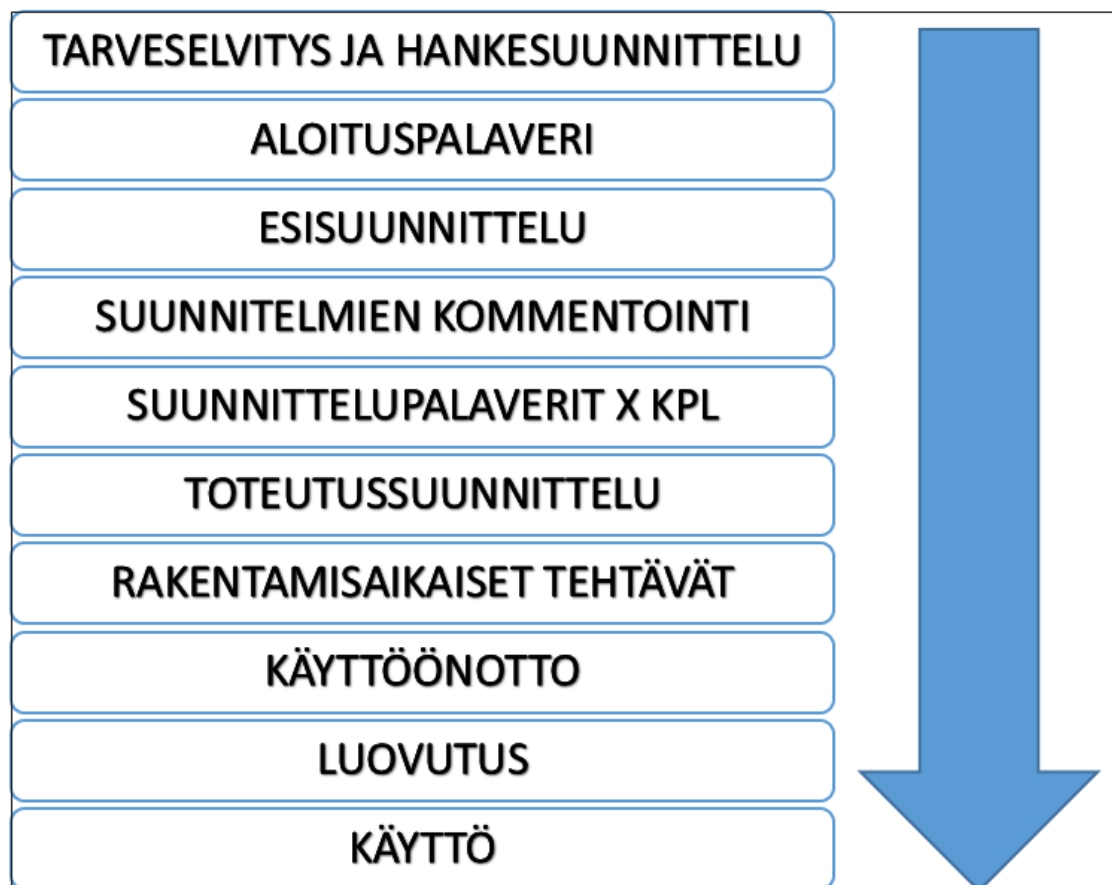 TARVESELVITYS JA HANKESUUNNITTELU
ALOITUSPALAVERI
ESISUUNNITTELU
SUUNNITELMIEN KOMMENTOINTI
SUUNNITTELUPALAVERIT X KPL
TOTEUTUSSUUNNITTELU
RAKENTAMISAIKAISET TEHTÄVÄT
KÄYTTÖÖNOTTO
LUOVUTUS
KÄYTTÖ